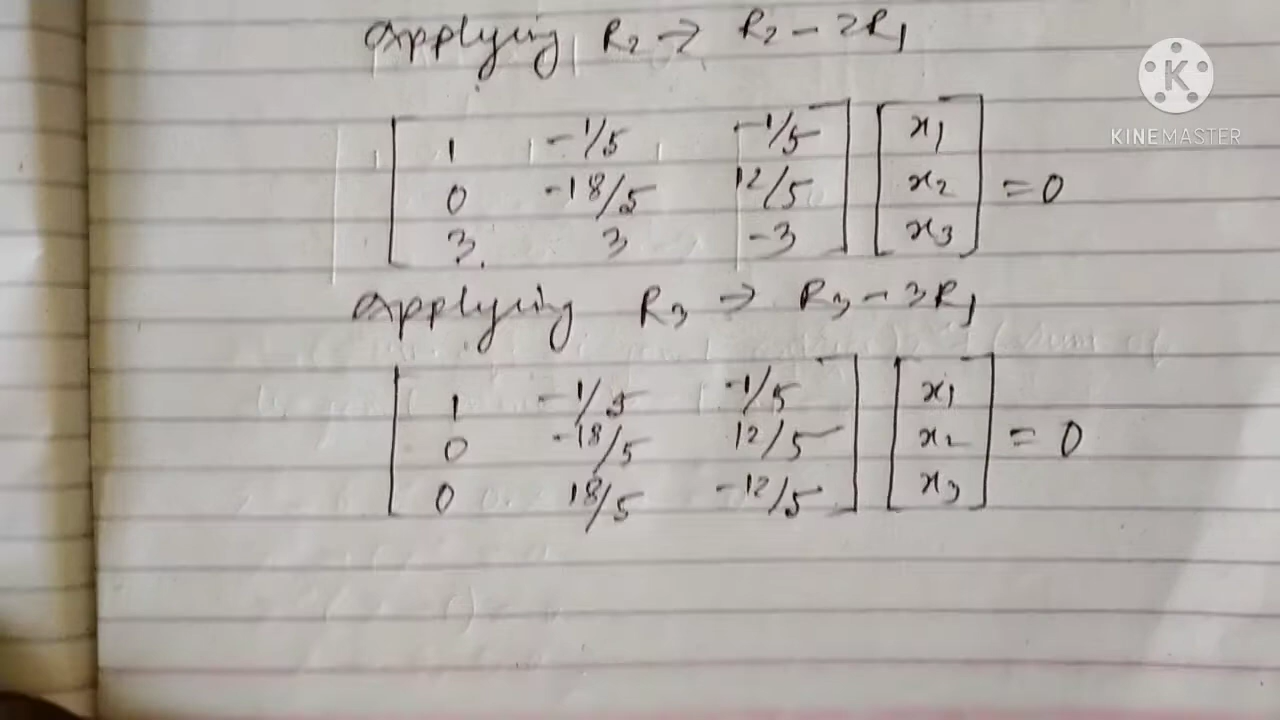 Applying R2 → R2 - 2R1
1 -1/5 -1/5 x1
0 -18/5 12/5 x2 = 0
3 3 -3 x3
Applying R3 → R3 - 3R1
1 -1/5 -1/5 x1
0 -18/5 12/5 x2 = 0
0 18/5 -12/5 x3
K
KINEMASTER